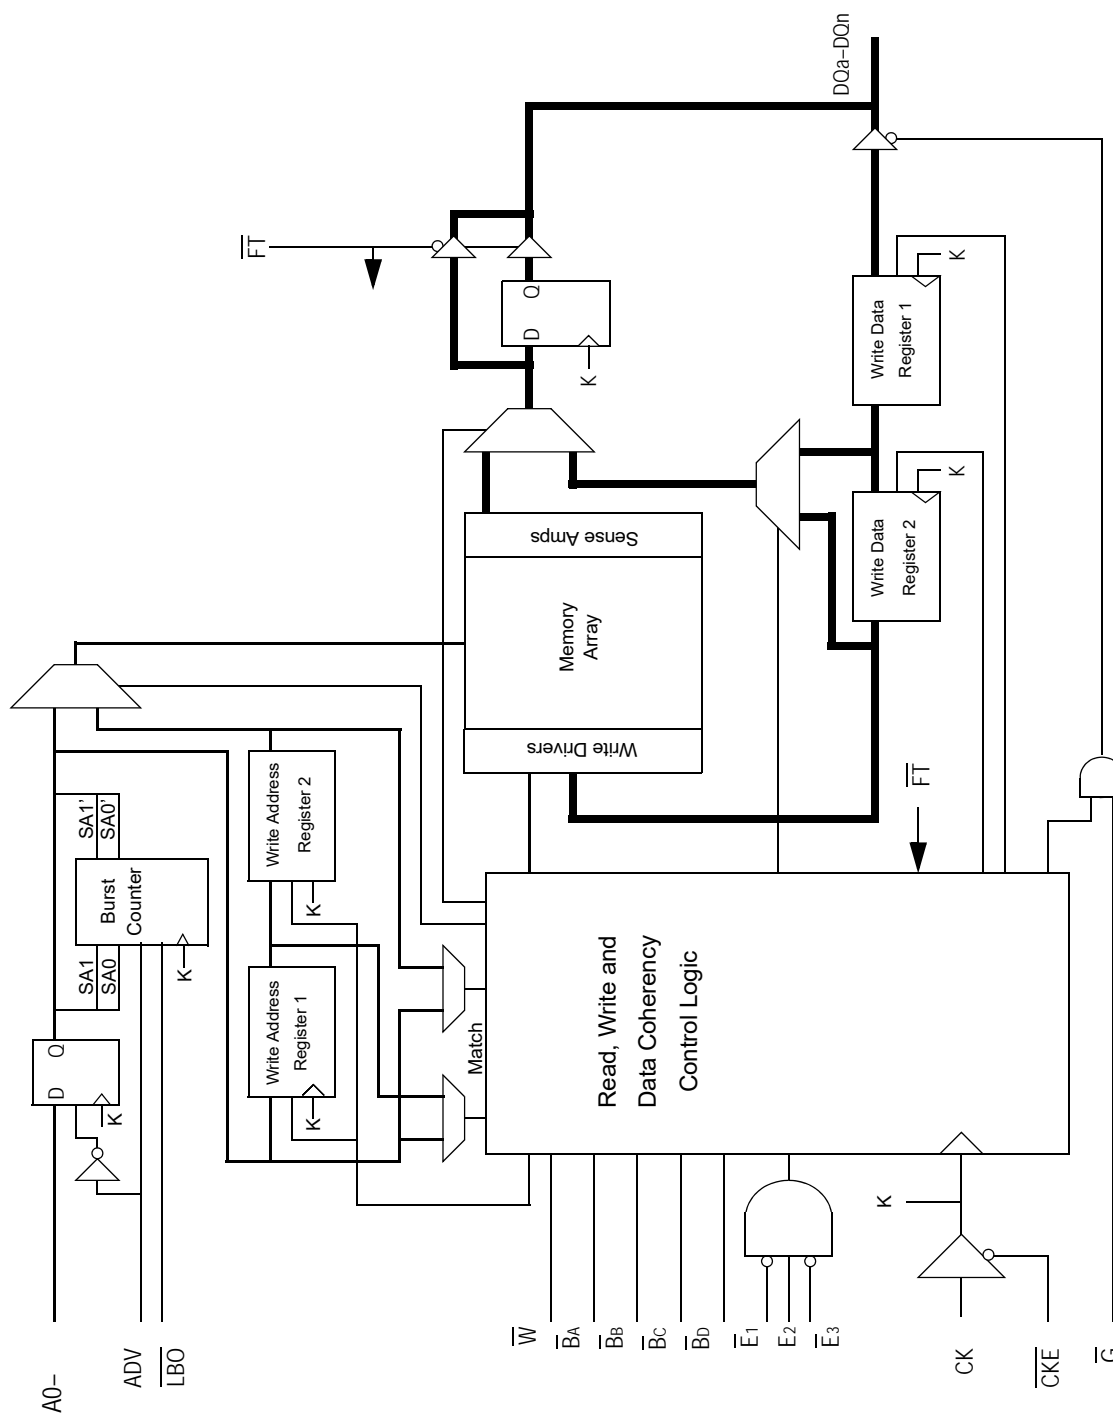 A0–
ADV
LBO
W
BA
BB
BC
BD
E1
E2
E3
CK
CKE
G
D Q
K
SA1
SA0
Burst
Counter
SA1’
SA0’
K
Write Address
Register 1
K
Write Address
Register 2
K
Match
Read, Write and
Data Coherency
Control Logic
K
FT
Write Drivers
Memory
Array
Sense Amps
D Q
K
FT
Write Data
Register 2
K
Write Data
Register 1
K
DQa–DQn